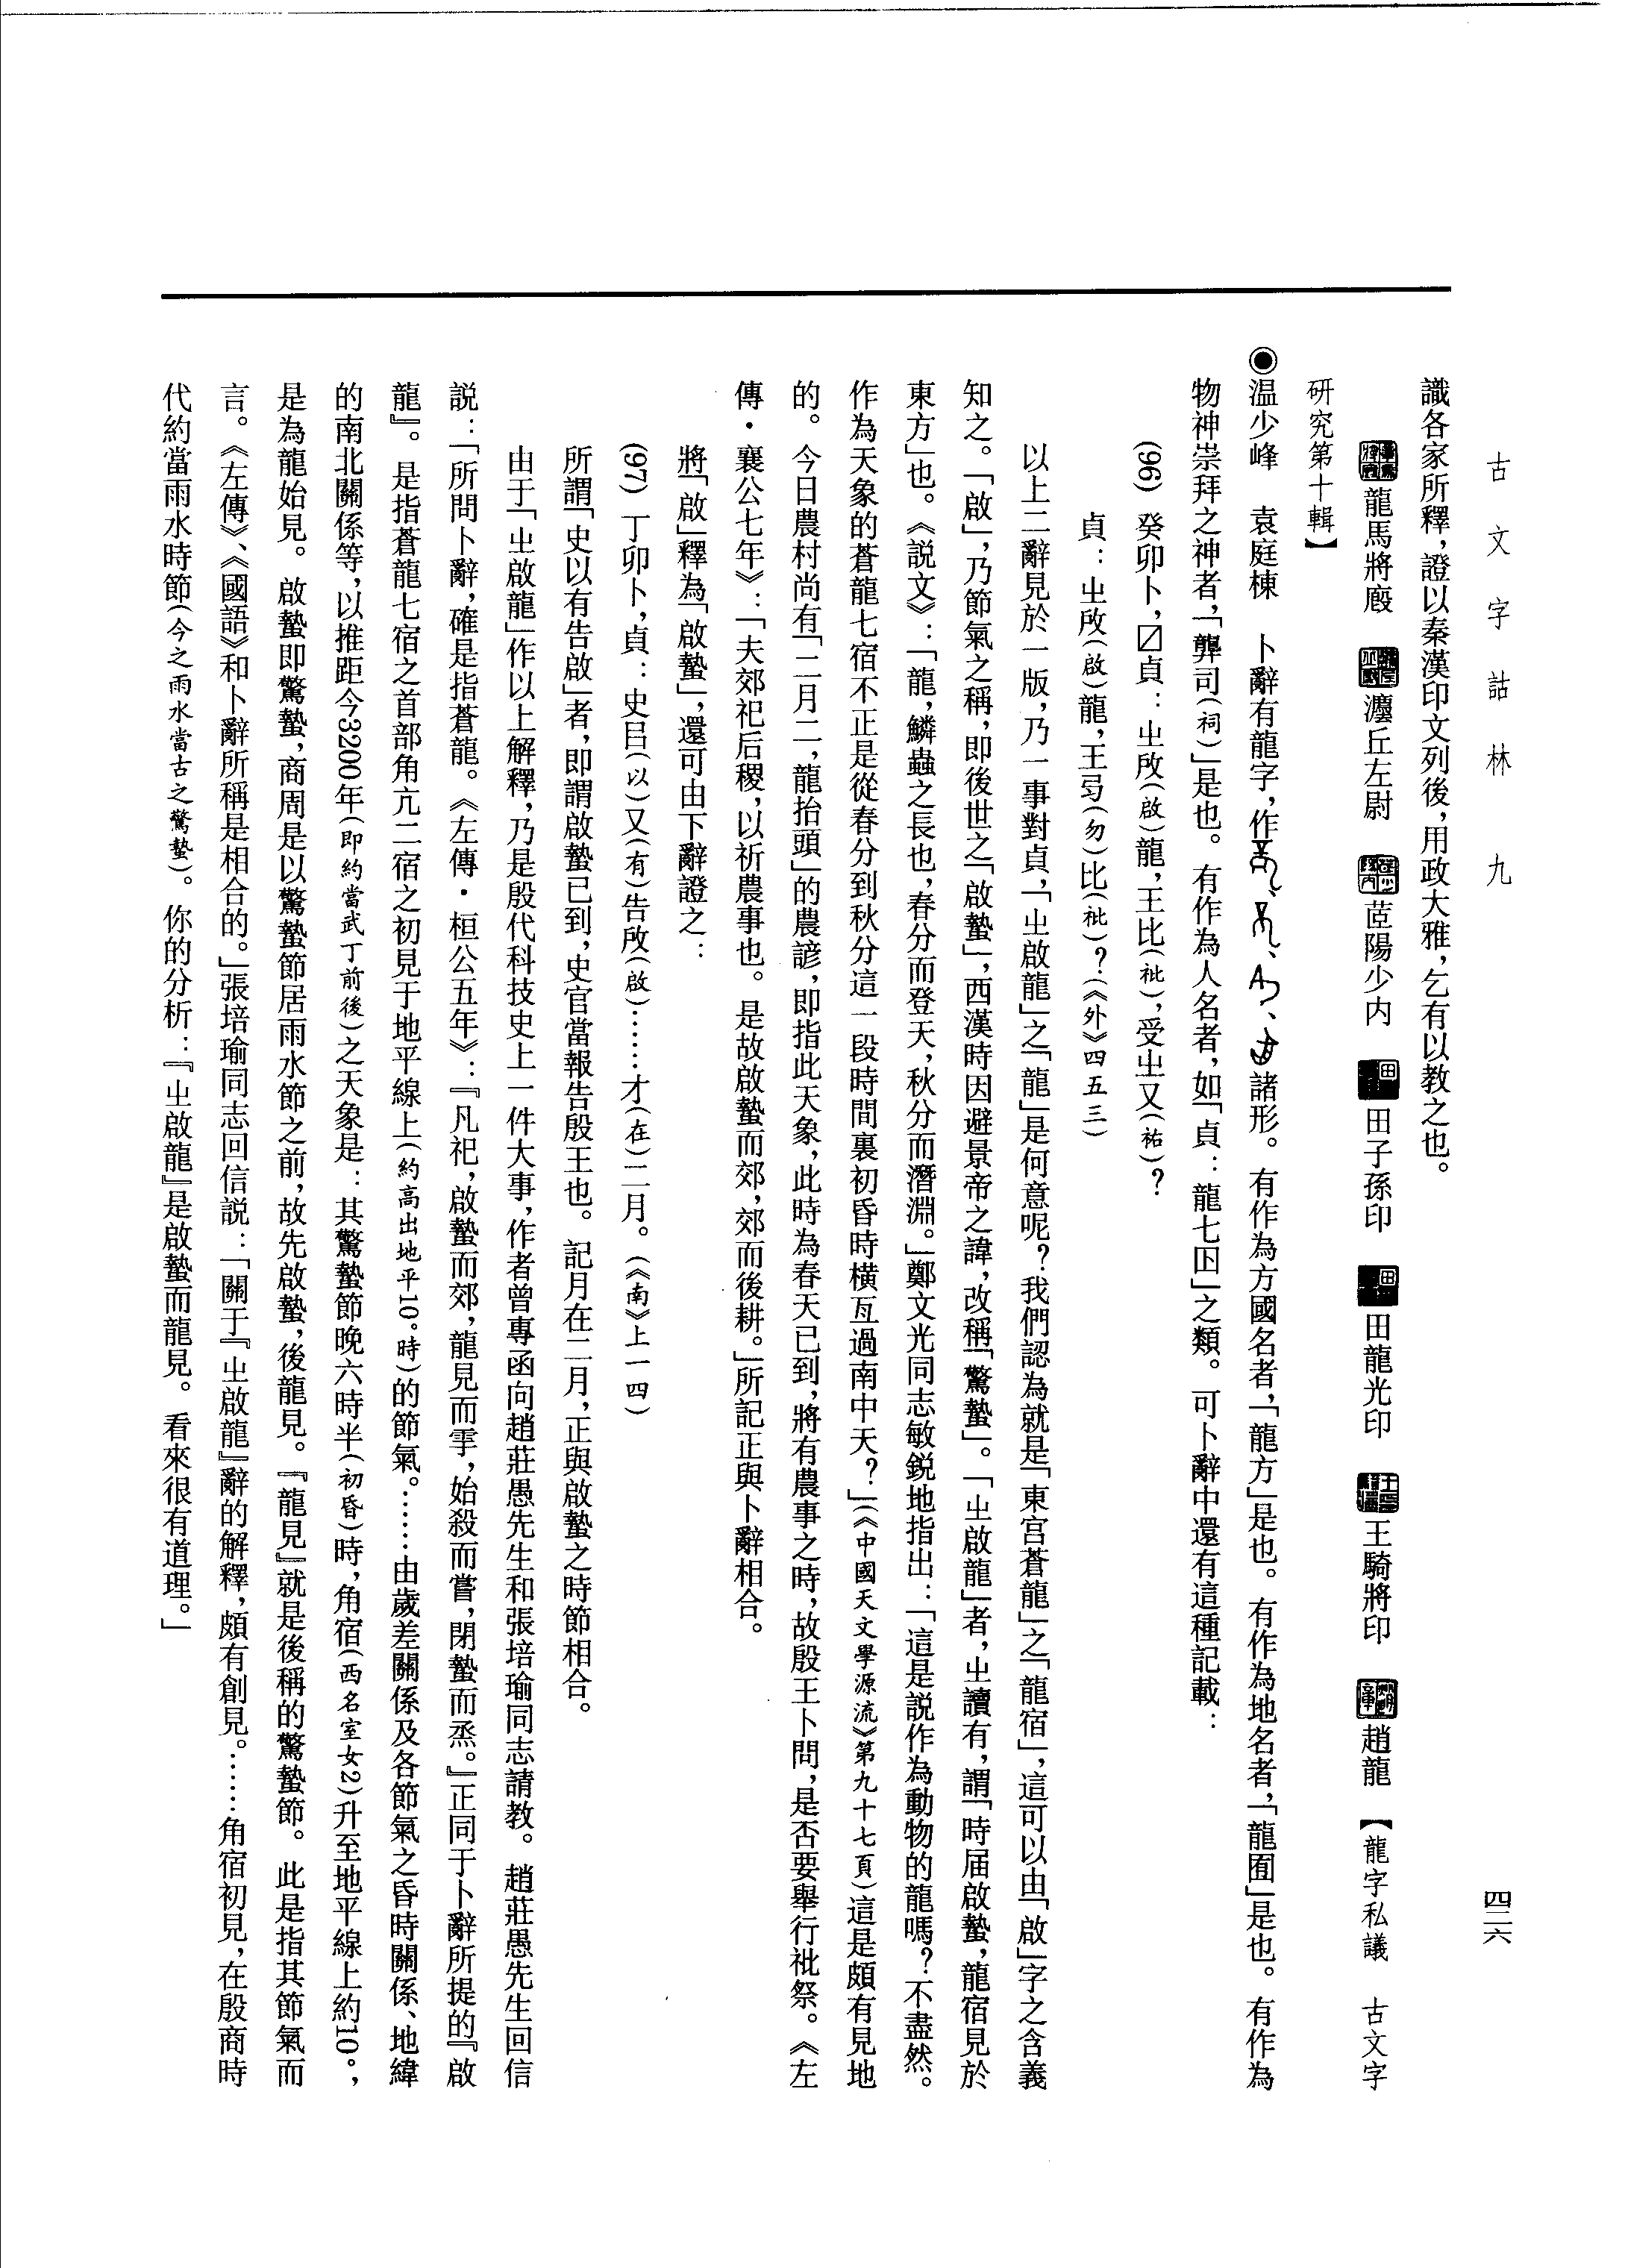 古文字詁林 九
四二六
識各家所釋，證以秦漢印文列後，用政大雅，乞有以教之也。
龍馬將廄 灋丘左尉 茝陽少内 田子孫印 田龍光印 王騎將印 趙龍 【龍字私議 古文字
研究第十輯】
◉温少峰 袁庭棟 卜辭有龍字，作、、、諸形。有作為方國名者，「龍方」是也。有作為地名者，「龍囿」是也。有作為
物神崇拜之神者，「龏司（祠）」是也。有作為人名者，如「貞：龍亡囚」之類。可卜辭中還有這種記載：
(96) 癸卯卜，☑貞：㞢啟（啟）龍，王比（祉），受㞢又（祐）？
貞：㞢啟（啟）龍，王弓（勿）比（祉）？（《外》四五三）
以上二辭見於一版，乃一事對貞，「㞢啟龍」之「龍」是何意呢？我們認為就是「東宫蒼龍」之「龍宿」，這可以由「啟」字之含義
知之。「啟」，乃節氣之稱，即後世之「啟蟄」，西漢時因避景帝之諱，改稱「驚蟄」。「㞢啟龍」者，㞢讀有，謂「時届啟蟄，龍宿見於
東方」也。《説文》：「龍，鱗蟲之長也，春分而登天，秋分而潛淵。」鄭文光同志敏鋭地指出：「這是説作為動物的龍嗎？不盡然。
作為天象的蒼龍七宿不正是從春分到秋分這一段時間裏初昏時横亙過南中天？」（《中國天文學源流》第九十七頁）這是頗有見地
的。今日農村尚有「二月二，龍抬頭」的農諺，即指此天象，此時為春天已到，將有農事之時，故殷王卜問，是否要舉行祉祭。《左
傳·襄公七年》：「夫郊祀后稷，以祈農事也。是故啟蟄而郊，郊而後耕。」所記正與卜辭相合。
將「啟」釋為「啟蟄」，還可由下辭證之：
(97) 丁卯卜，貞：史㠯（以）又（有）告啟（啟）……才（在）二月。（《南》上一四）
所謂「史以有告啟」者，即謂啟蟄已到，史官當報告殷王也。記月在二月，正與啟蟄之時節相合。
由于「㞢啟龍」作以上解釋，乃是殷代科技史上一件大事，作者曾專函向趙莊愚先生和張培瑜同志請教。趙莊愚先生回信
説：「所問卜辭，確是指蒼龍。《左傳·桓公五年》：『凡祀，啟蟄而郊，龍見而雩，始殺而嘗，閉蟄而烝。』正同于卜辭所提的『啟
龍』。是指蒼龍七宿之首部角亢二宿之初見于地平線上（約高出地平10°時）的節氣。……由歲差關係及各節氣之昏時關係、地緯
的南北關係等，以推距今3200年（即約當武丁前後）之天象是：其驚蟄節晚六時半（初昏）時，角宿（西名室女2）升至地平線上約10°，
是為龍始見。啟蟄即驚蟄，商周是以驚蟄節居雨水節之前，故先啟蟄，後龍見。『龍見』就是後稱的驚蟄節。此是指其節氣而
言。《左傳》、《國語》和卜辭所稱是相合的。」張培瑜同志回信説：「關于『㞢啟龍』辭的解釋，頗有創見。……角宿初見，在殷商時
代約當雨水時節（今之雨水當古之驚蟄）。你的分析：『㞢啟龍』是啟蟄而龍見。看來很有道理。」